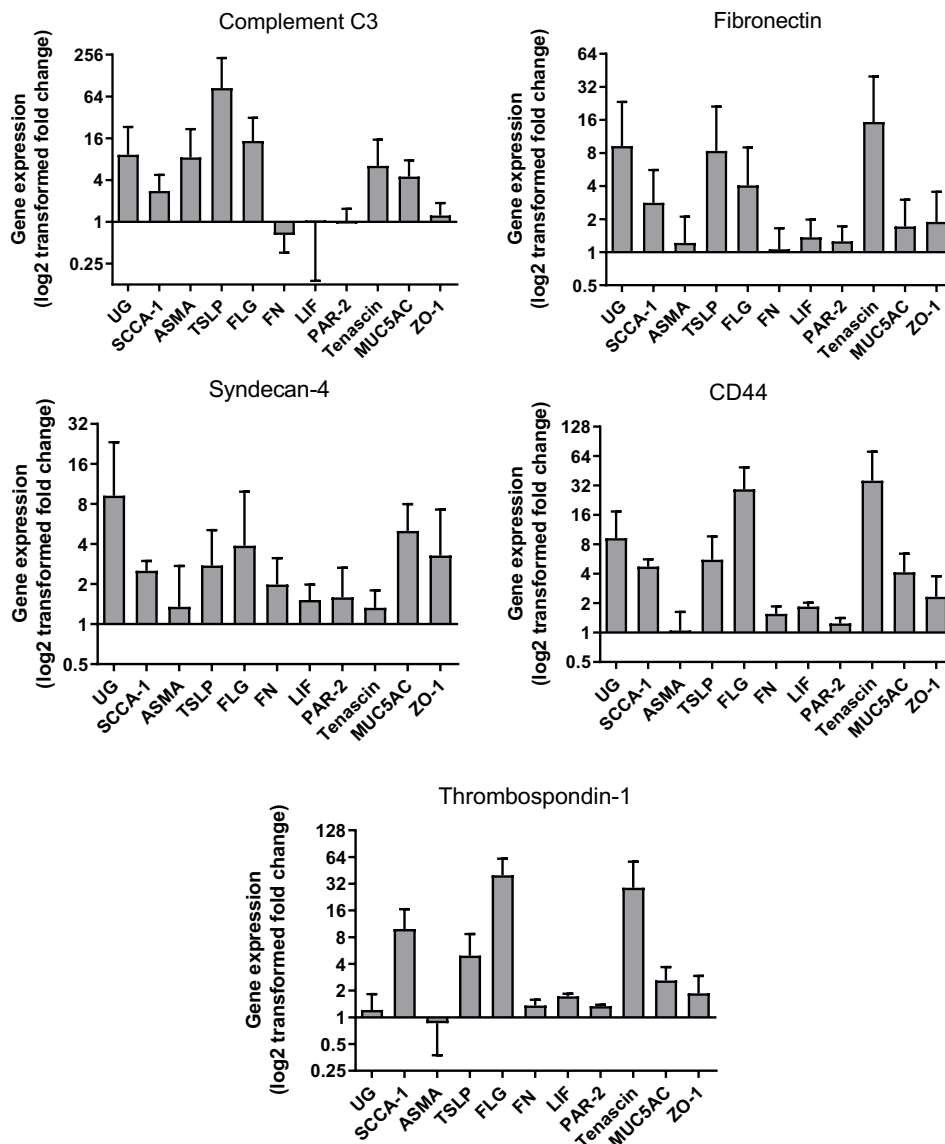 Complement C3
Gene expression
(log2 transformed fold change)
256
64
16
4
1
0.25
UG
SCCA-1
ASMA
TSLP
FLG
FN
LIF
PAR-2
Tenascin
MUC5AC
ZO-1
Fibronectin
Gene expression
(log2 transformed fold change)
64
32
16
8
4
2
1
0.5
UG
SCCA-1
ASMA
TSLP
FLG
FN
LIF
PAR-2
Tenascin
MUC5AC
ZO-1
Syndecan-4
Gene expression
(log2 transformed fold change)
32
16
8
4
2
1
0.5
UG
SCCA-1
ASMA
TSLP
FLG
FN
LIF
PAR-2
Tenascin
MUC5AC
ZO-1
CD44
Gene expression
(log2 transformed fold change)
128
64
32
16
8
4
2
1
0.5
UG
SCCA-1
ASMA
TSLP
FLG
FN
LIF
PAR-2
Tenascin
MUC5AC
ZO-1
Thrombospondin-1
Gene expression
(log2 transformed fold change)
128
64
32
16
8
4
2
1
0.5
0.25
UG
SCCA-1
ASMA
TSLP
FLG
FN
LIF
PAR-2
Tenascin
MUC5AC
ZO-1